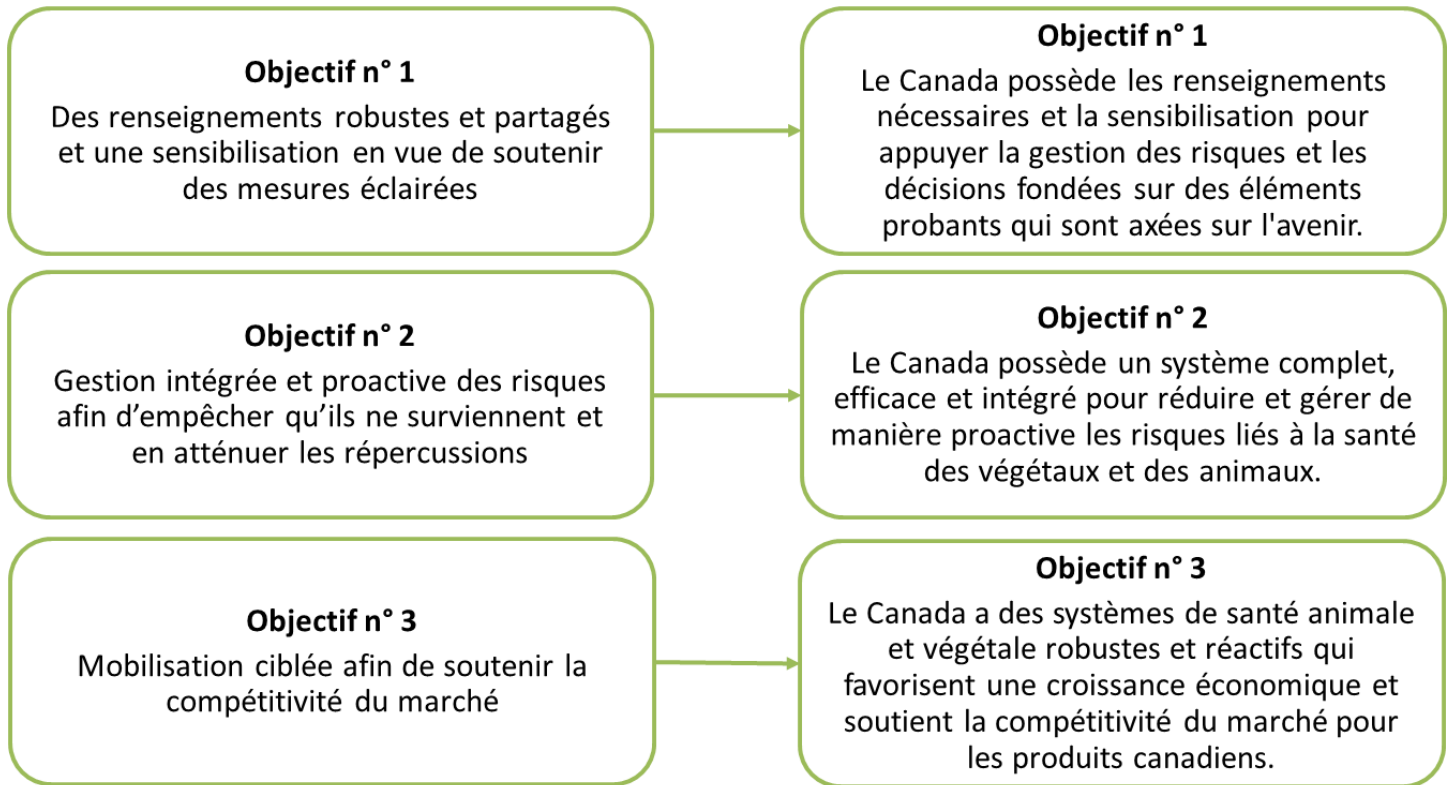 Objectif n° 1
Des renseignements robustes et partagés
et une sensibilisation en vue de soutenir
des mesures éclairées
Objectif n° 1
Le Canada possède les renseignements
nécessaires et la sensibilisation pour
appuyer la gestion des risques et les
décisions fondées sur des éléments
probants qui sont axées sur l'avenir.
Objectif n° 2
Gestion intégrée et proactive des risques
afin d’empêcher qu’ils ne surviennent et
en atténuer les répercussions
Objectif n° 2
Le Canada possède un système complet,
efficace et intégré pour réduire et gérer de
manière proactive les risques liés à la santé
des végétaux et des animaux.
Objectif n° 3
Mobilisation ciblée afin de soutenir la
compétitivité du marché
Objectif n° 3
Le Canada a des systèmes de santé animale
et végétale robustes et réactifs qui
favorisent une croissance économique et
soutient la compétitivité du marché pour
les produits canadiens.